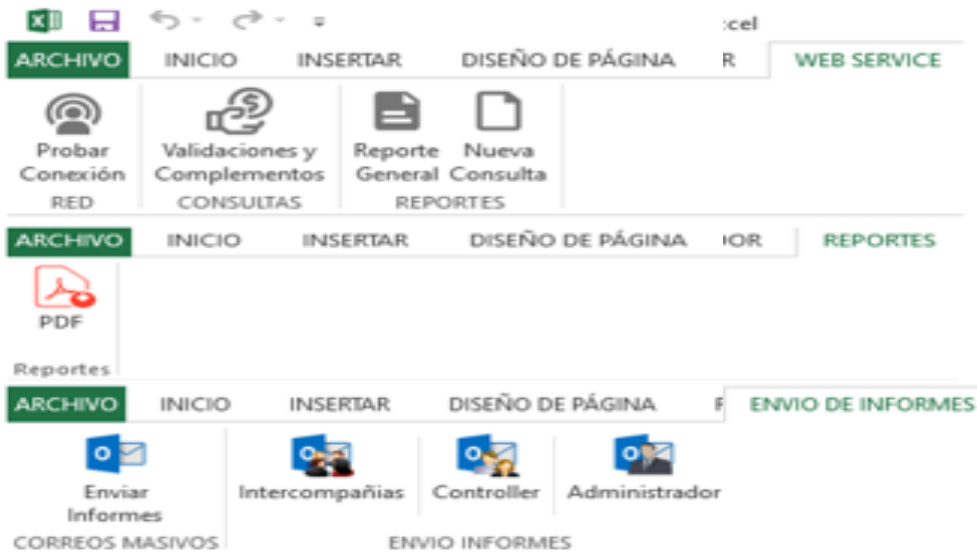 :cel
ARCHIVO INICIO INSERTAR DISEÑO DE PÁGINA R WEB SERVICE
Probar Conexión
Validaciones y Complementos
Reporte General
Nueva Consulta
RED CONSULTAS REPORTES
ARCHIVO INICIO INSERTAR DISEÑO DE PÁGINA OOR REPORTES
PDF
Reportes
ARCHIVO INICIO INSERTAR DISEÑO DE PÁGINA F ENVIO DE INFORMES
Enviar Informes
Intercompañias
Controller
Administrador
CORREOS MASIVOS ENVIO INFORMES